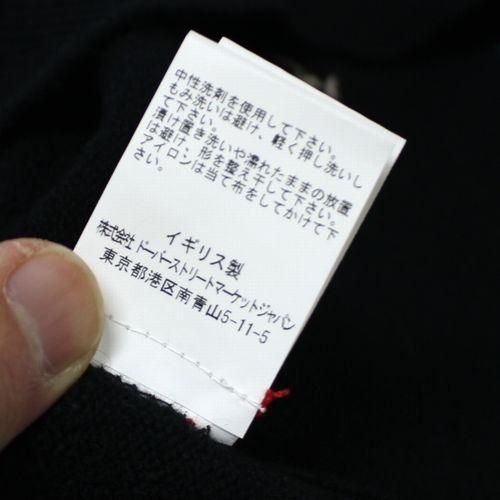 中性洗剤を使用して下さい。
もみ洗いは避け、軽く押し洗いし
て下さい。
漬け置き洗いや濡れたままの放置
は避け、形を整え干して下さい。
アイロンは当て布をしてかけて下
さい。
イギリス製
株式会社 ドーバーストリートマーケットジャパン
東京都港区南青山5-11-5